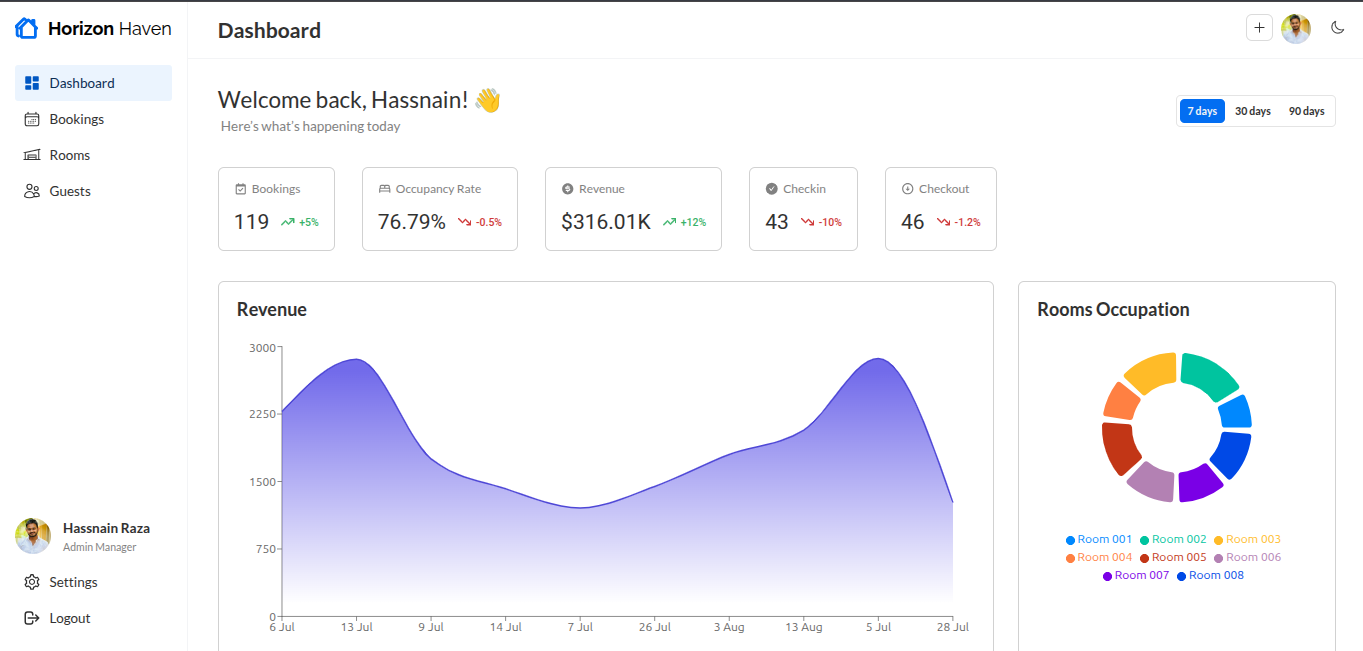 Horizon Haven
Dashboard
Bookings
Rooms
Guests
Hassnain Raza
Admin Manager
Settings
Logout
Dashboard
Welcome back, Hassnain! 👋
Here's what's happening today
7 days 30 days 90 days
Bookings
119 +5%
Occupancy Rate
76.79% -0.5%
Revenue
$316.01K +12%
Checkin
43 -10%
Checkout
46 -1.2%
Revenue
3000
2250
1500
750
0
6 Jul 13 Jul 9 Jul 14 Jul 7 Jul 26 Jul 3 Aug 13 Aug 5 Jul 28 Jul
Rooms Occupation
Room 001 Room 002 Room 003
Room 004 Room 005 Room 006
Room 007 Room 008